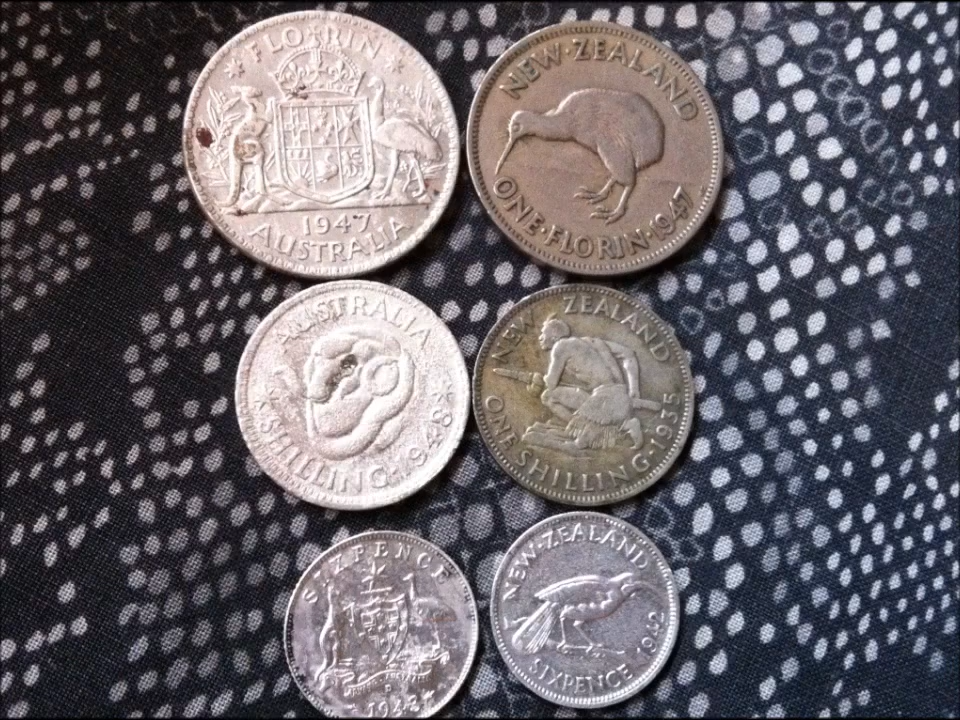 FLORIN
1947
AUSTRALIA
NEW·ZEALAND
ONE·FLORIN·1947
AUSTRALIA
SHILLING·1948
NEW ZEALAND
ONE SHILLING·1935
SIXPENCE
D
1943
NEW·ZEALAND
SIXPENCE 1942